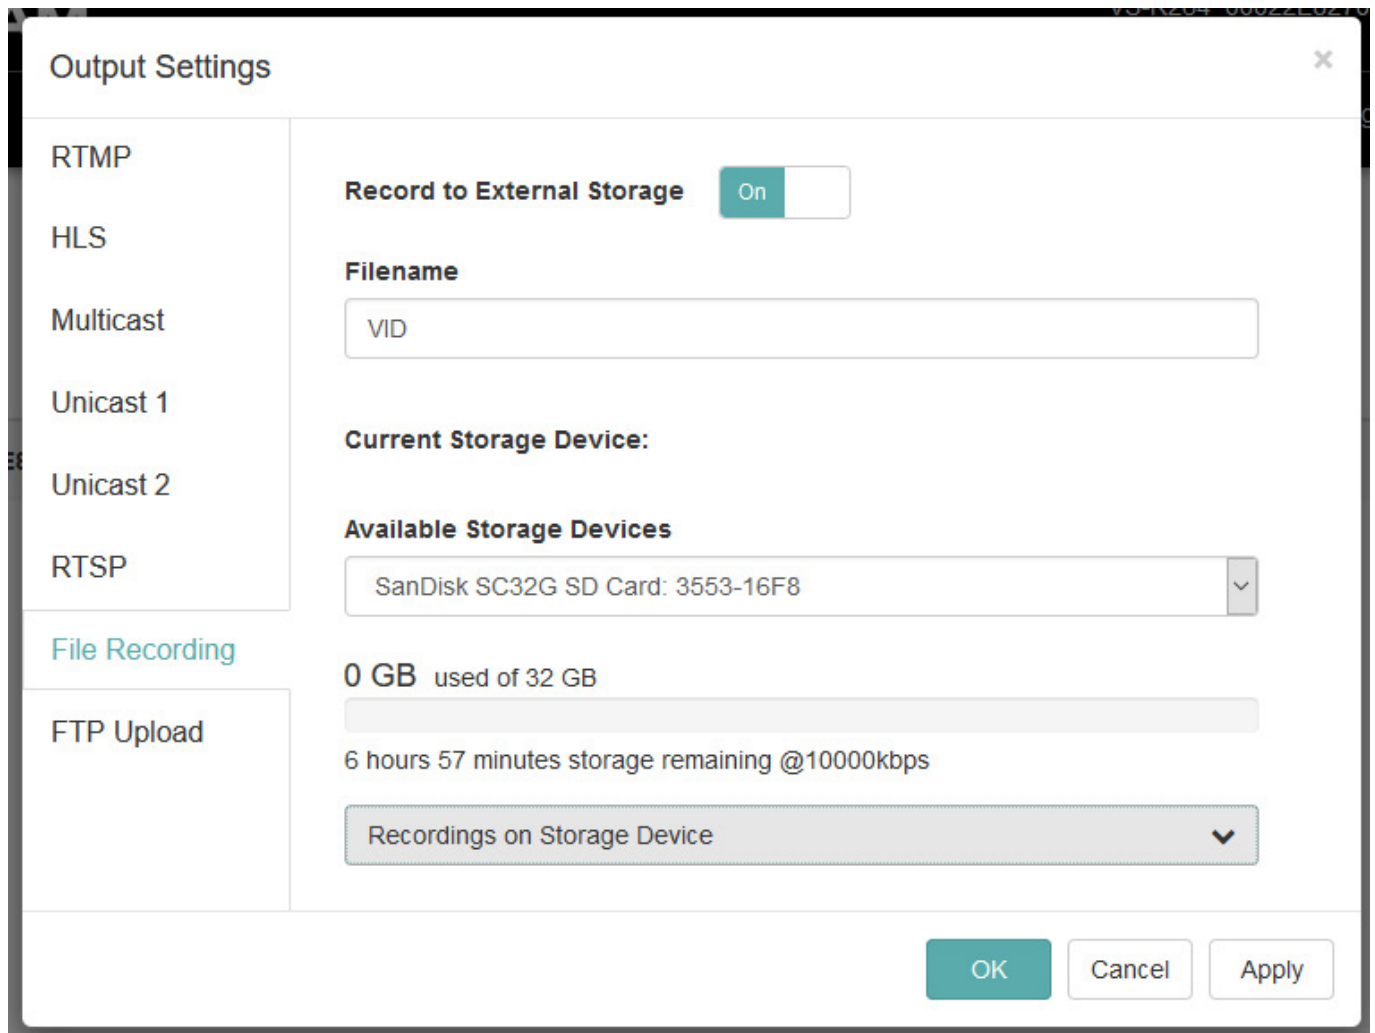 Output Settings ×
RTMP
HLS
Multicast
Unicast 1
Unicast 2
RTSP
File Recording
FTP Upload
Record to External Storage On
Filename
VID
Current Storage Device:
Available Storage Devices
SanDisk SC32G SD Card: 3553-16F8
0 GB used of 32 GB
6 hours 57 minutes storage remaining @10000kbps
Recordings on Storage Device
OK Cancel Apply